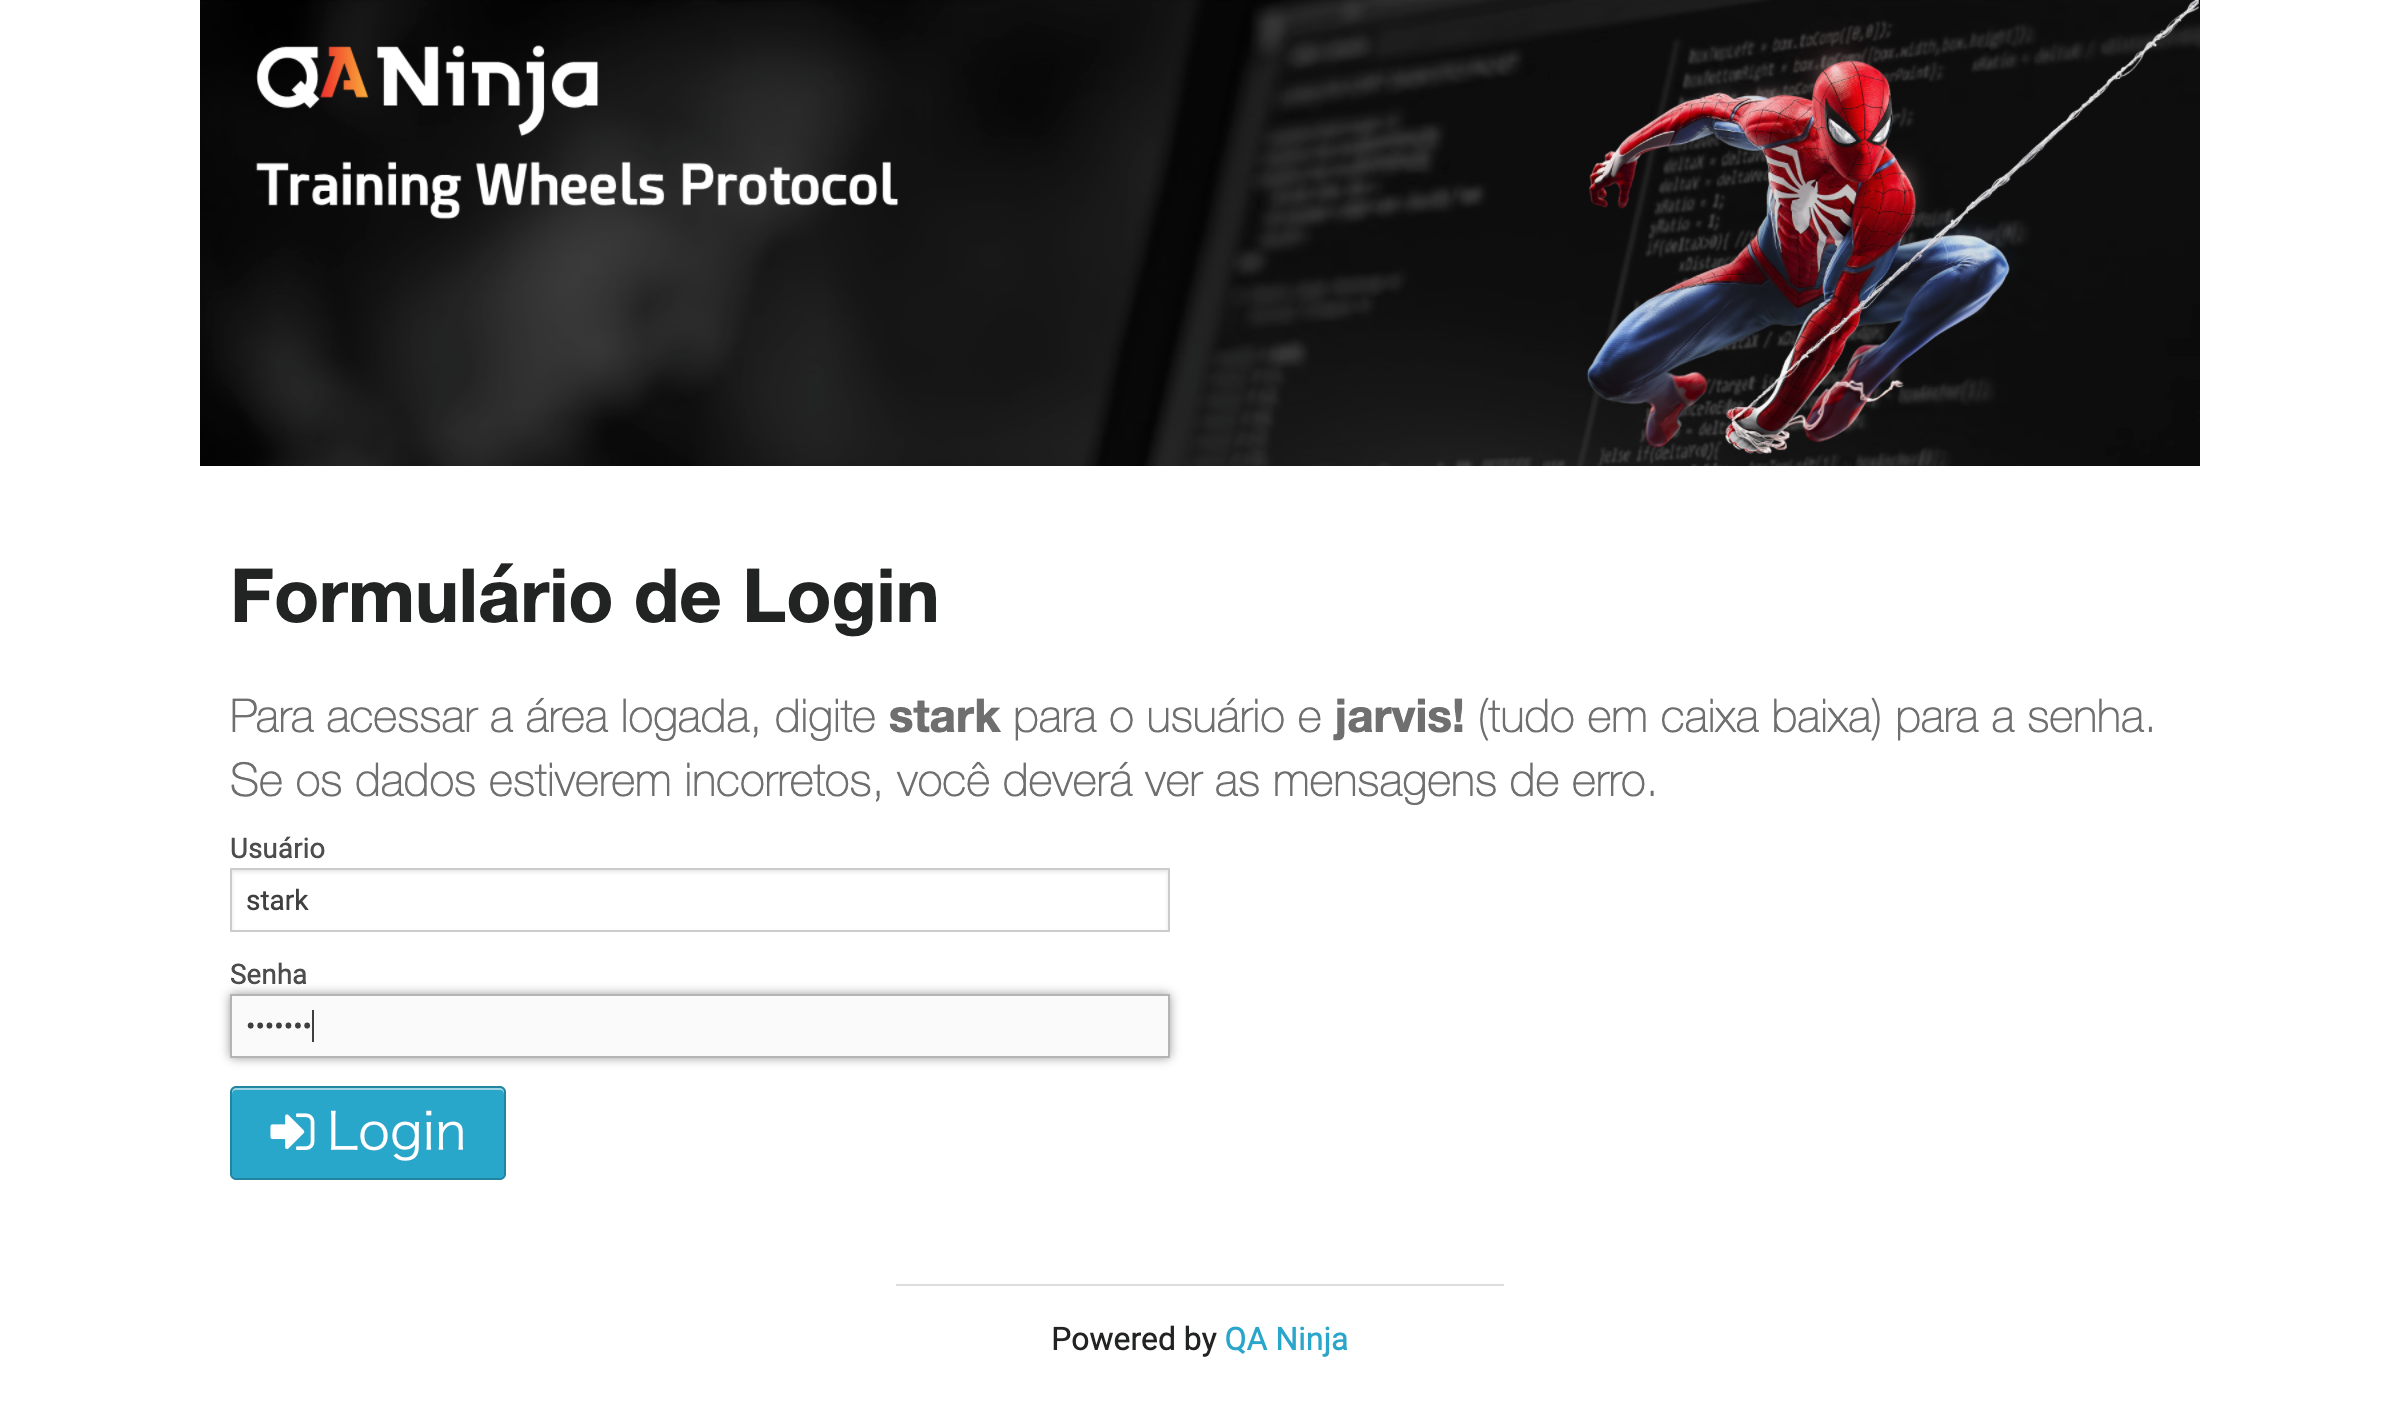 QANinja
Training Wheels Protocol
Formulário de Login
Para acessar a área logada, digite stark para o usuário e jarvis! (tudo em caixa baixa) para a senha.
Se os dados estiverem incorretos, você deverá ver as mensagens de erro.
Usuário
stark
Senha
•••••••
Login
Powered by QA Ninja